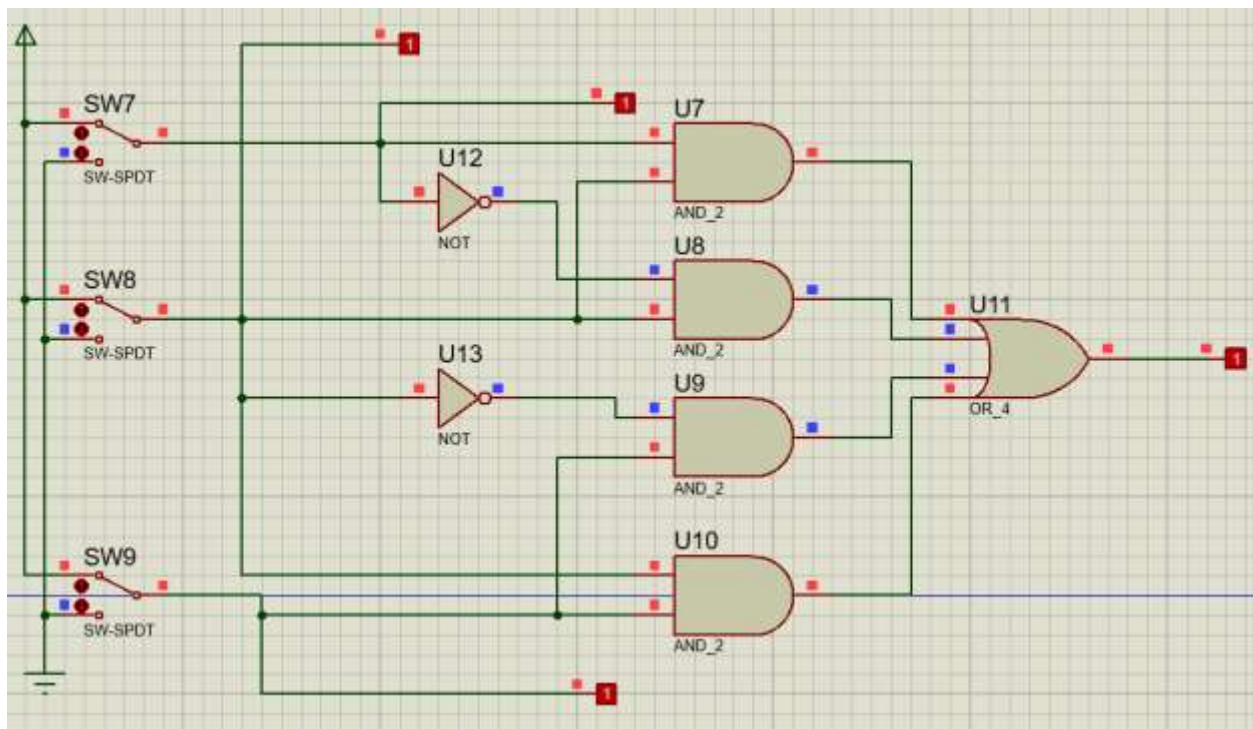 1
SW7
1
U7
SW-SPDT
U12
AND_2
NOT
U8
SW8
U11
SW-SPDT
AND_2
U13
1
U9
OR_4
NOT
AND_2
U10
SW9
SW-SPDT
AND_2
1